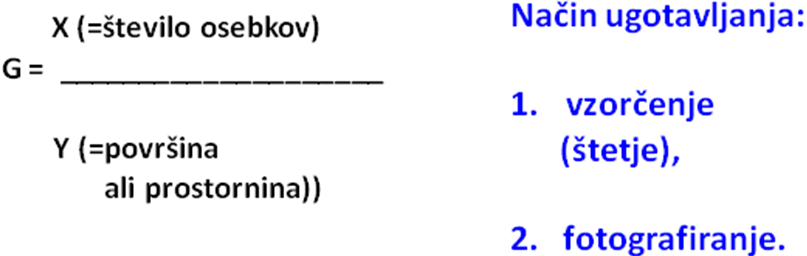 X (=število osebkov)
G = ____________________
Y (=površina
ali prostornina))
Način ugotavljanja:
1. vzorčenje
(štetje),
2. fotografiranje.